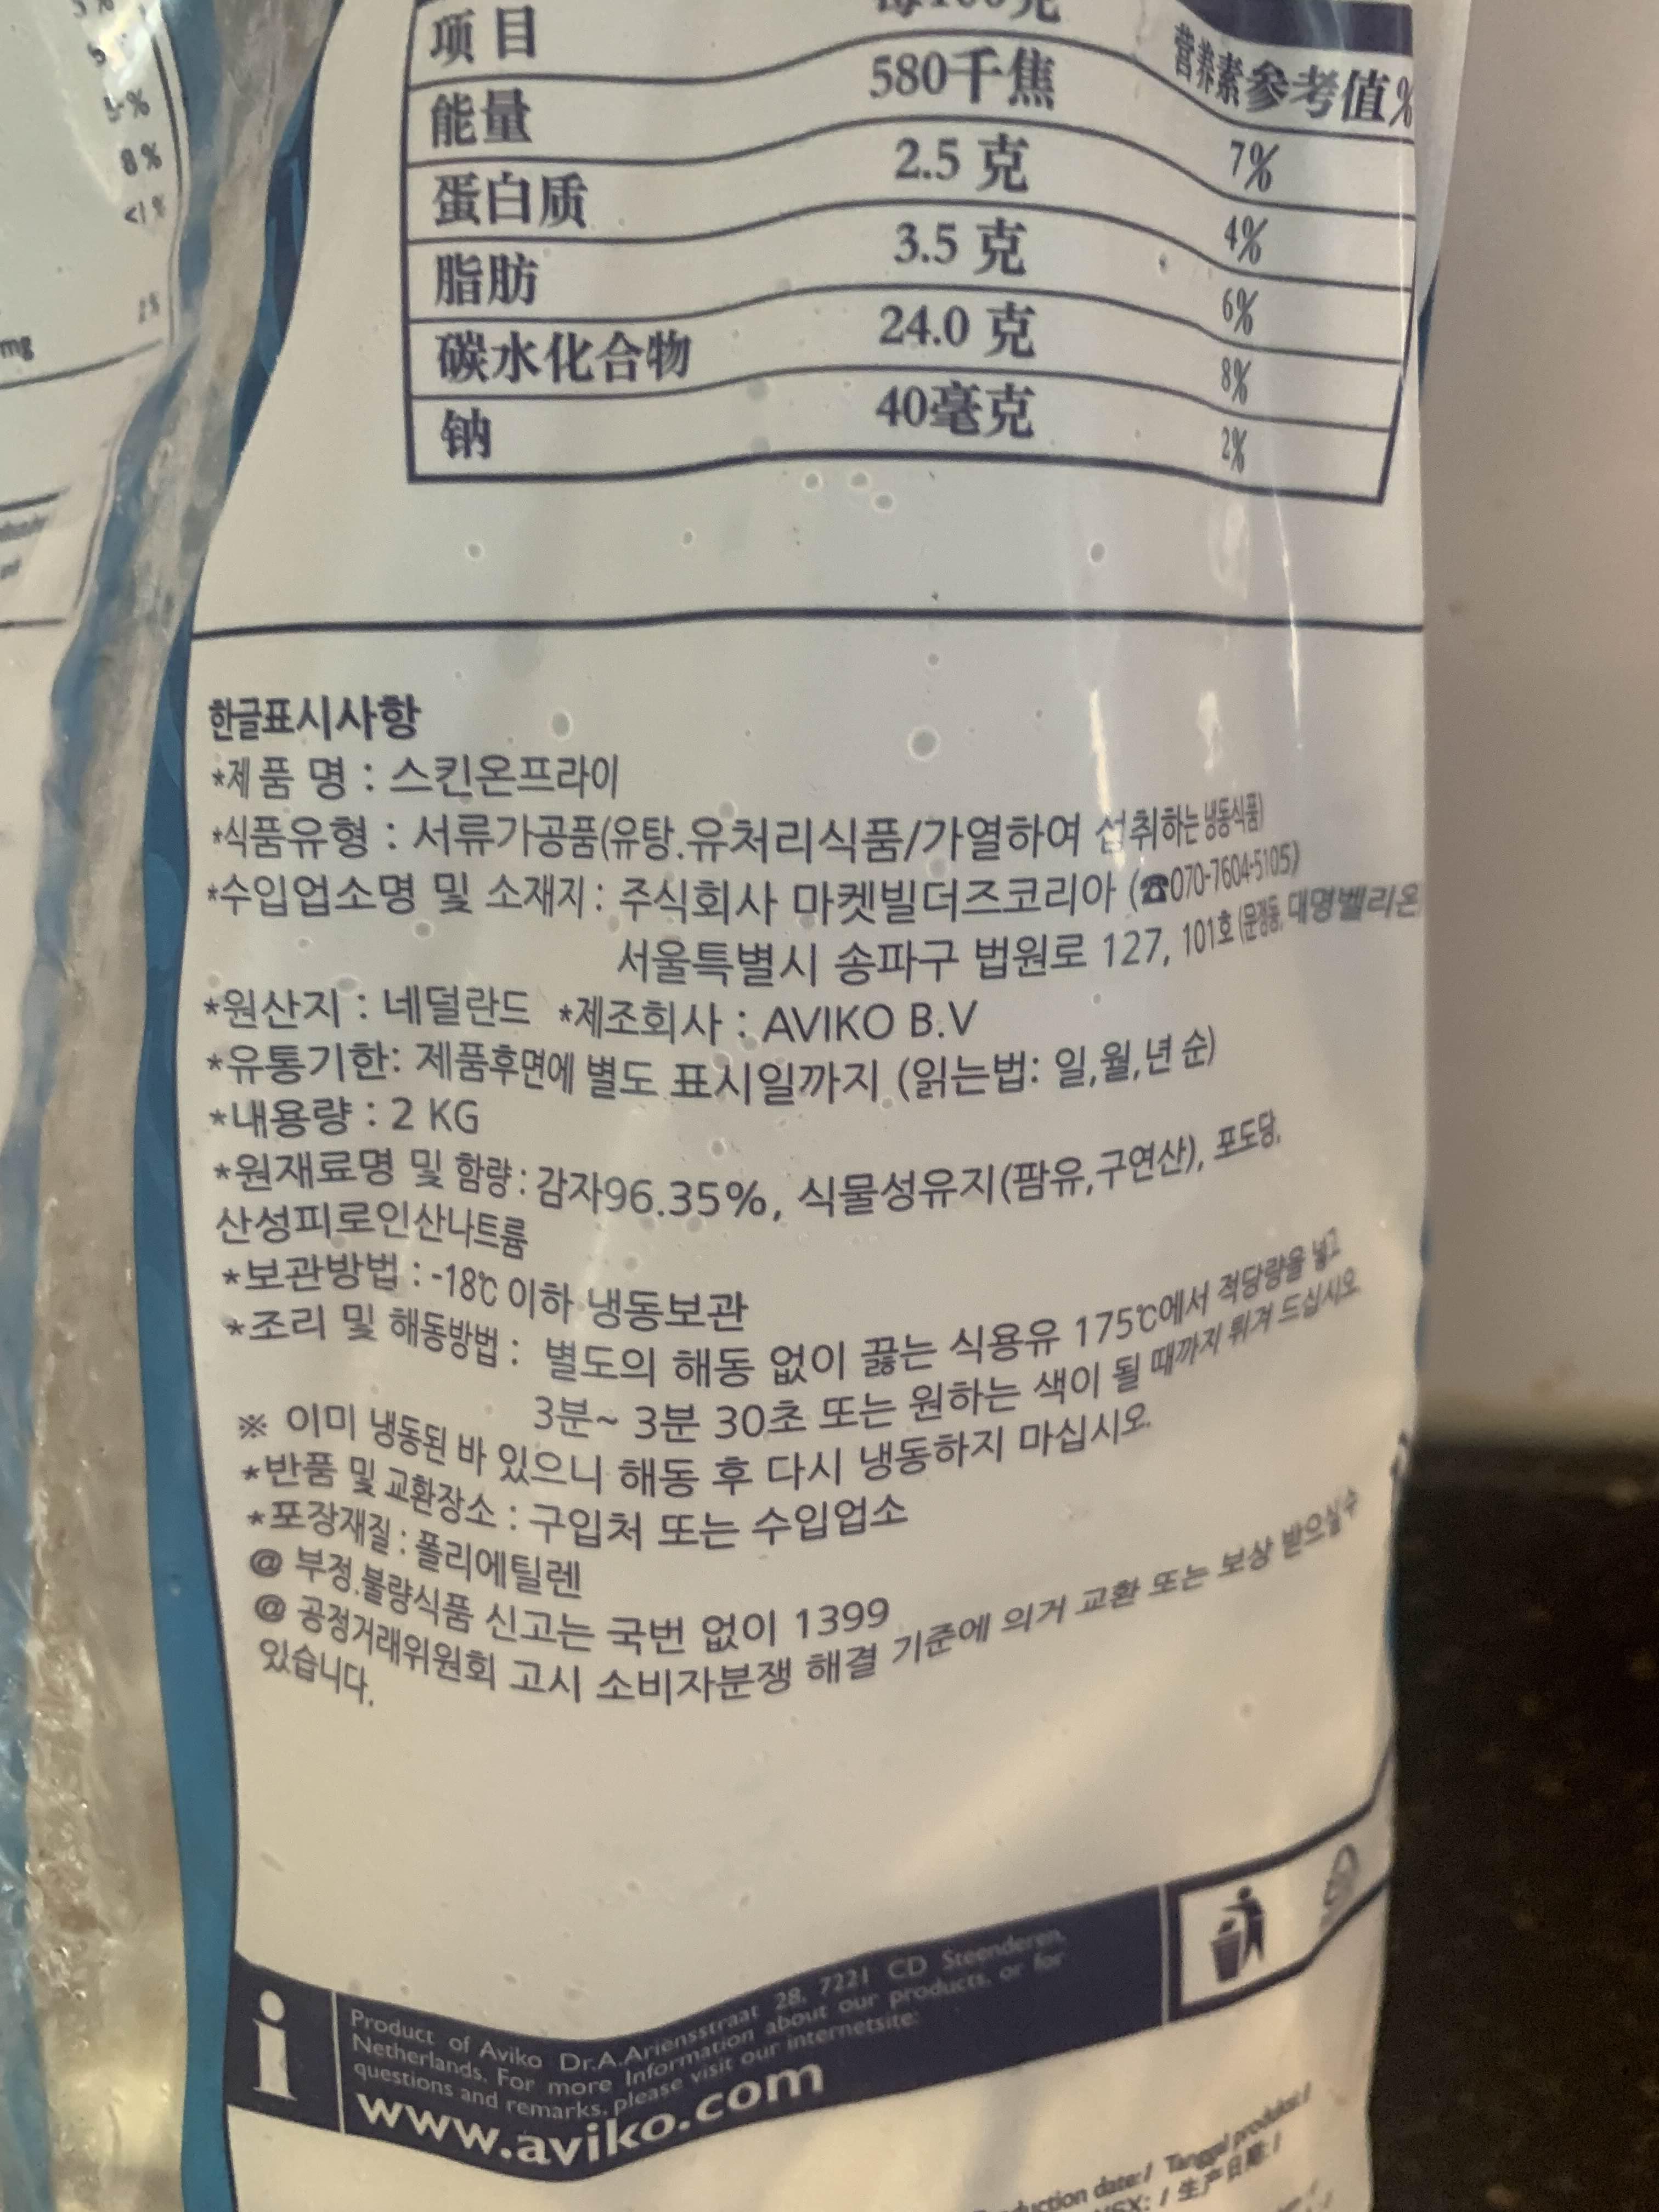 5-%
8%
<1%
mg
项目
营养素参考值%
能量 580千焦 7%
蛋白质 2.5 克 4%
脂肪 3.5 克 6%
碳水化合物 24.0 克 8%
钠 40毫克 2%
한글표시사항
*제 품 명 : 스킨온프라이
*식품유형 : 서류가공품(유탕.유처리식품/가열하여 섭취하는 냉동식품)
*수입업소명 및 소재지 : 주식회사 마켓빌더즈코리아 (☎070-7604-5105)
서울특별시 송파구 법원로 127, 101호 (문정동, 대명벨리온
*원산지 : 네덜란드 *제조회사 : AVIKO B.V
*유통기한: 제품후면에 별도 표시일까지 (읽는법: 일,월,년 순)
*내용량 : 2 KG
*원재료명 및 함량 : 감자96.35%, 식물성유지(팜유,구연산), 포도당,
산성피로인산나트륨
*보관방법 : -18℃ 이하 냉동보관
*조리 및 해동방법 : 별도의 해동 없이 끓는 식용유 175℃에서 적당량을 넣고
3분~ 3분 30초 또는 원하는 색이 될 때까지 튀겨 드십시오
※ 이미 냉동된 바 있으니 해동 후 다시 냉동하지 마십시오.
*반품 및 교환장소 : 구입처 또는 수입업소
*포장재질 : 폴리에틸렌
@ 부정.불량식품 신고는 국번 없이 1399
@ 공정거래위원회 고시 소비자분쟁 해결 기준에 의거 교환 또는 보상 받으실수
있습니다.
Product of Aviko Dr.A.Ariensstraat 28, 7221 CD Steenderen,
Netherlands. For more Information about our products, or for
questions and remarks, please visit our internetsite:
www.aviko.com
duction date:/ Tanggal produksi:/
NSX: / 生产日期:/